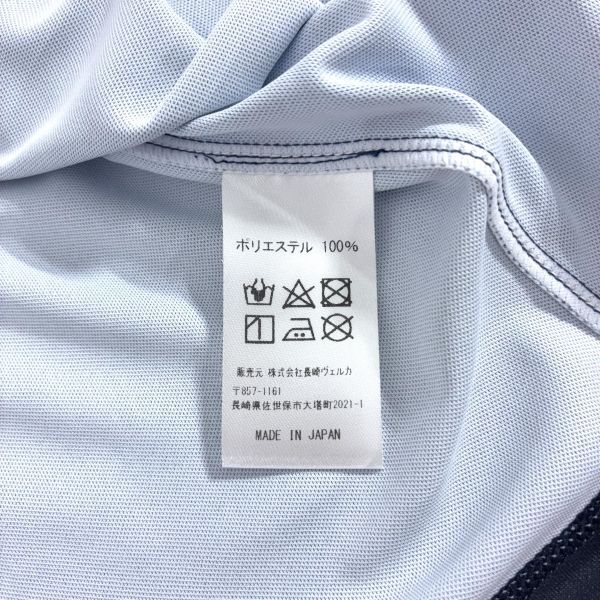 ポリエステル 100%
販売元 株式会社長崎ヴェルカ
〒857-1161
長崎県佐世保市大塔町2021-1
MADE IN JAPAN